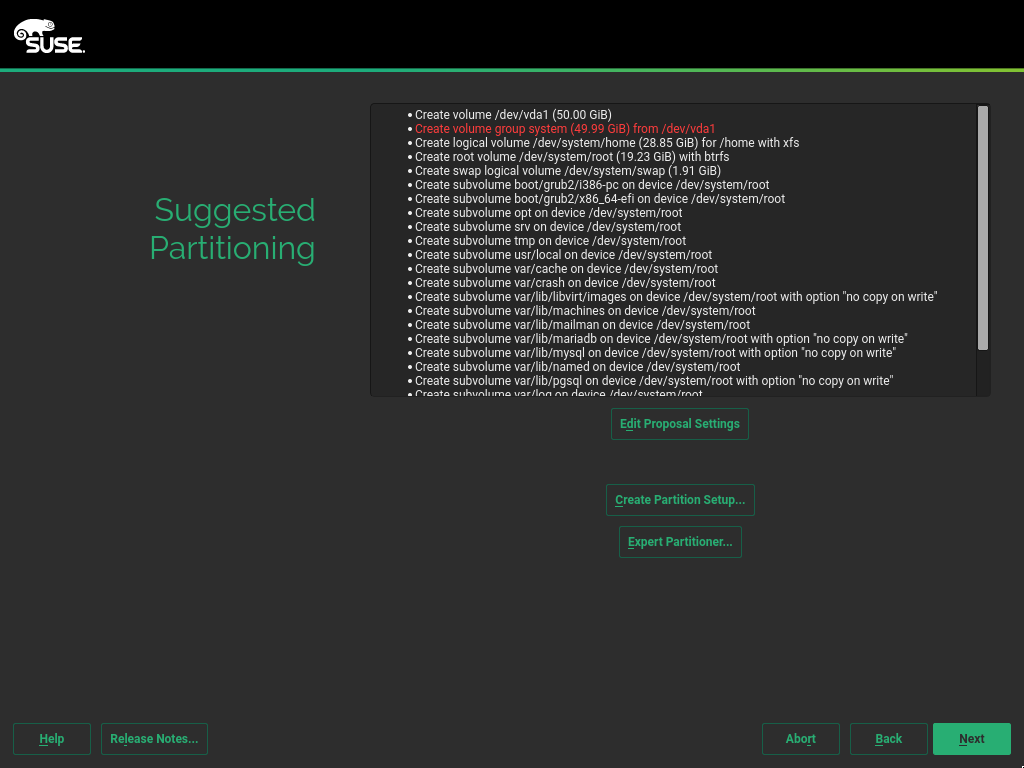 SUSE.
• Create volume /dev/vda1 (50.00 GiB)
• Create volume group system (49.99 GiB) from /dev/vda1
• Create logical volume /dev/system/home (28.85 GiB) for /home with xfs
• Create root volume /dev/system/root (19.23 GiB) with btrfs
• Create swap logical volume /dev/system/swap (1.91 GiB)
• Create subvolume boot/grub2/i386-pc on device /dev/system/root
• Create subvolume boot/grub2/x86_64-efi on device /dev/system/root
• Create subvolume opt on device /dev/system/root
• Create subvolume srv on device /dev/system/root
• Create subvolume tmp on device /dev/system/root
• Create subvolume usr/local on device /dev/system/root
• Create subvolume var/cache on device /dev/system/root
• Create subvolume var/crash on device /dev/system/root
• Create subvolume var/lib/libvirt/images on device /dev/system/root with option "no copy on write"
• Create subvolume var/lib/machines on device /dev/system/root
• Create subvolume var/lib/mailman on device /dev/system/root
• Create subvolume var/lib/mariadb on device /dev/system/root with option "no copy on write"
• Create subvolume var/lib/mysql on device /dev/system/root with option "no copy on write"
• Create subvolume var/lib/named on device /dev/system/root
• Create subvolume var/lib/pgsql on device /dev/system/root with option "no copy on write"
• Create subvolume var/log on device /dev/system/root
Suggested
Partitioning
Edit Proposal Settings
Create Partition Setup...
Expert Partitioner...
Help
Release Notes...
Abort
Back
Next